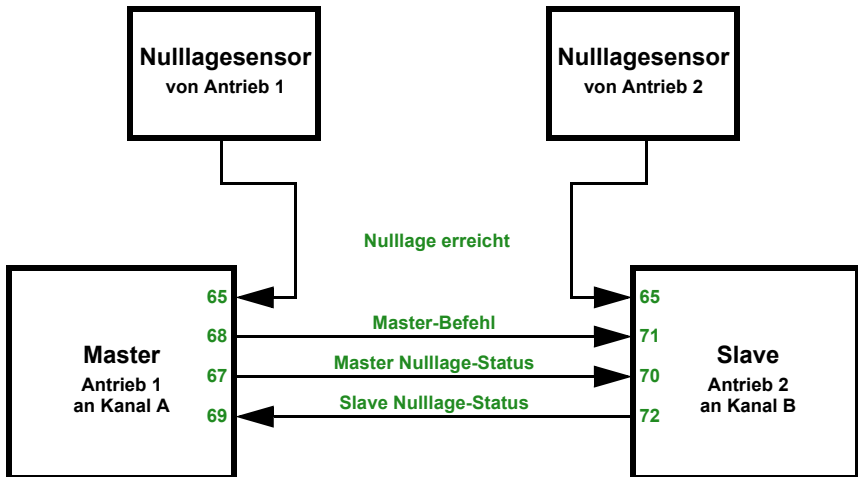 Nulllagesensor
von Antrieb 1
Nulllagesensor
von Antrieb 2
Nulllage erreicht
65
65
68
Master-Befehl
71
Master
Antrieb 1
an Kanal A
67
Master Nulllage-Status
70
Slave
Antrieb 2
an Kanal B
69
Slave Nulllage-Status
72